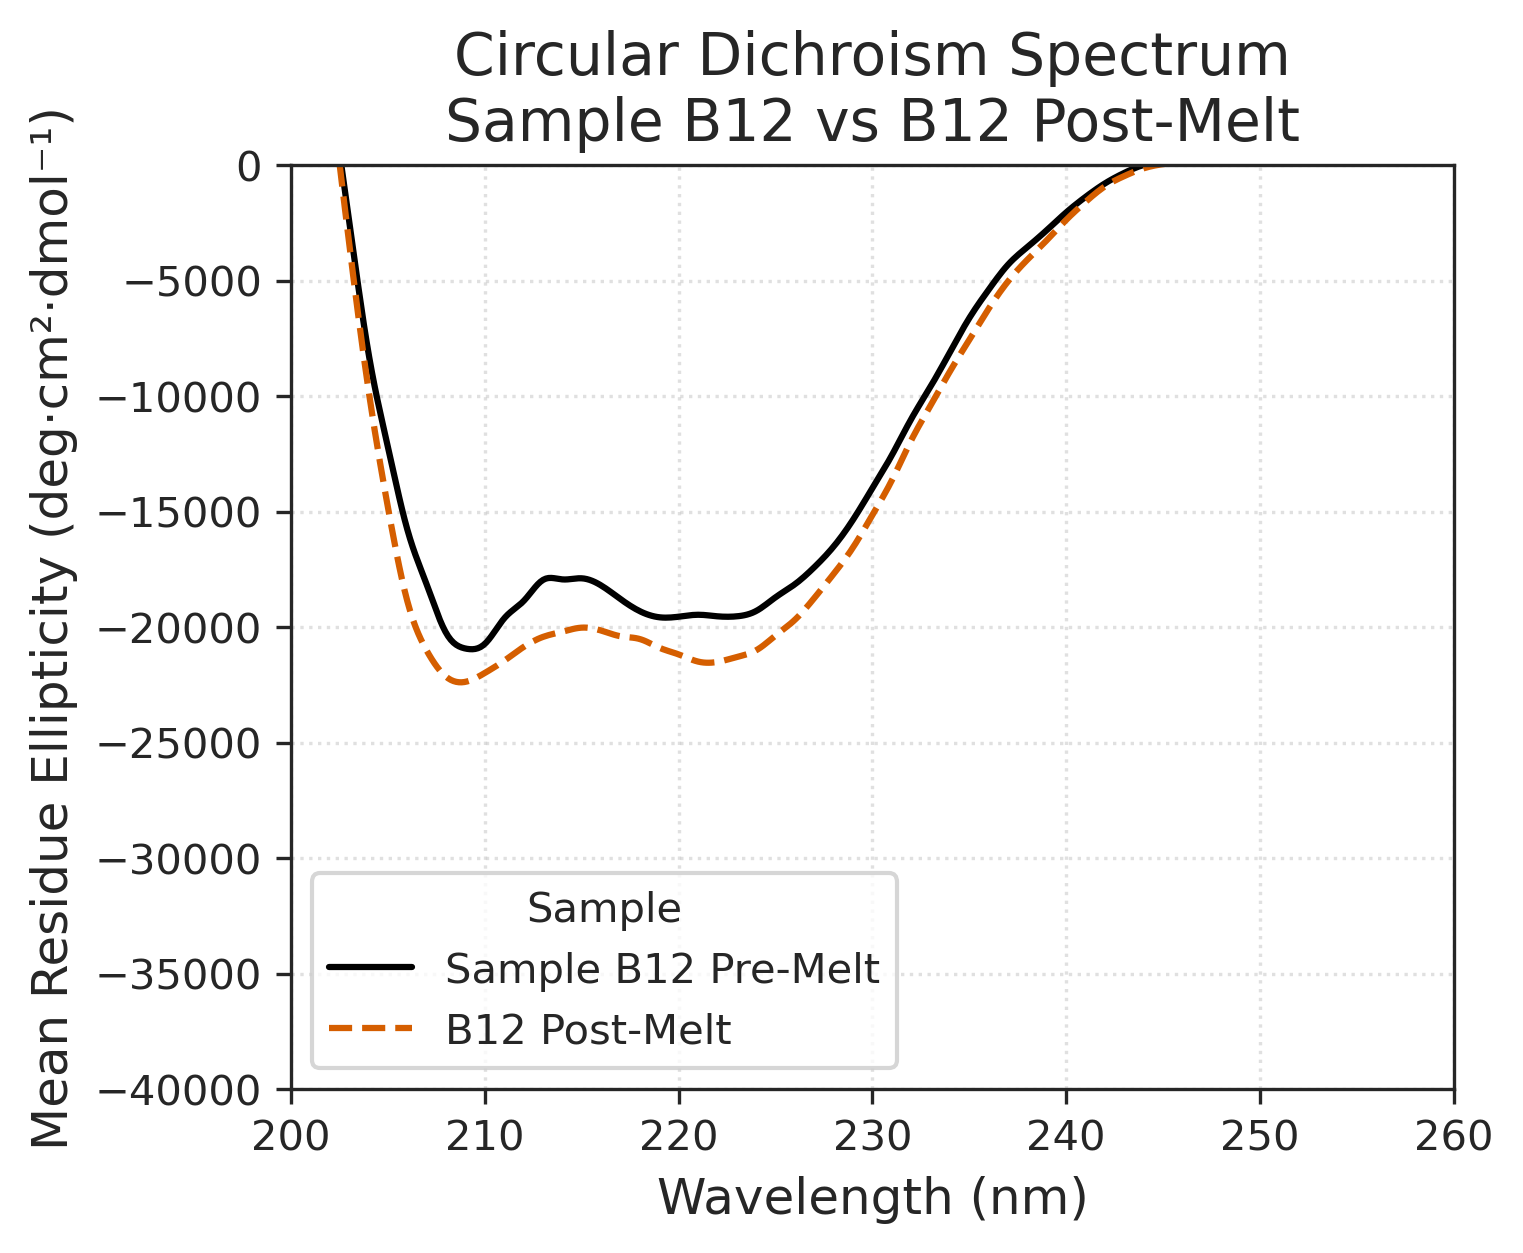 Circular Dichroism Spectrum
Sample B12 vs B12 Post-Melt
Mean Residue Ellipticity (deg·cm²·dmol⁻¹)
0
−5000
−10000
−15000
−20000
−25000
−30000
−35000
−40000
Sample
Sample B12 Pre-Melt
B12 Post-Melt
200 210 220 230 240 250 260
Wavelength (nm)